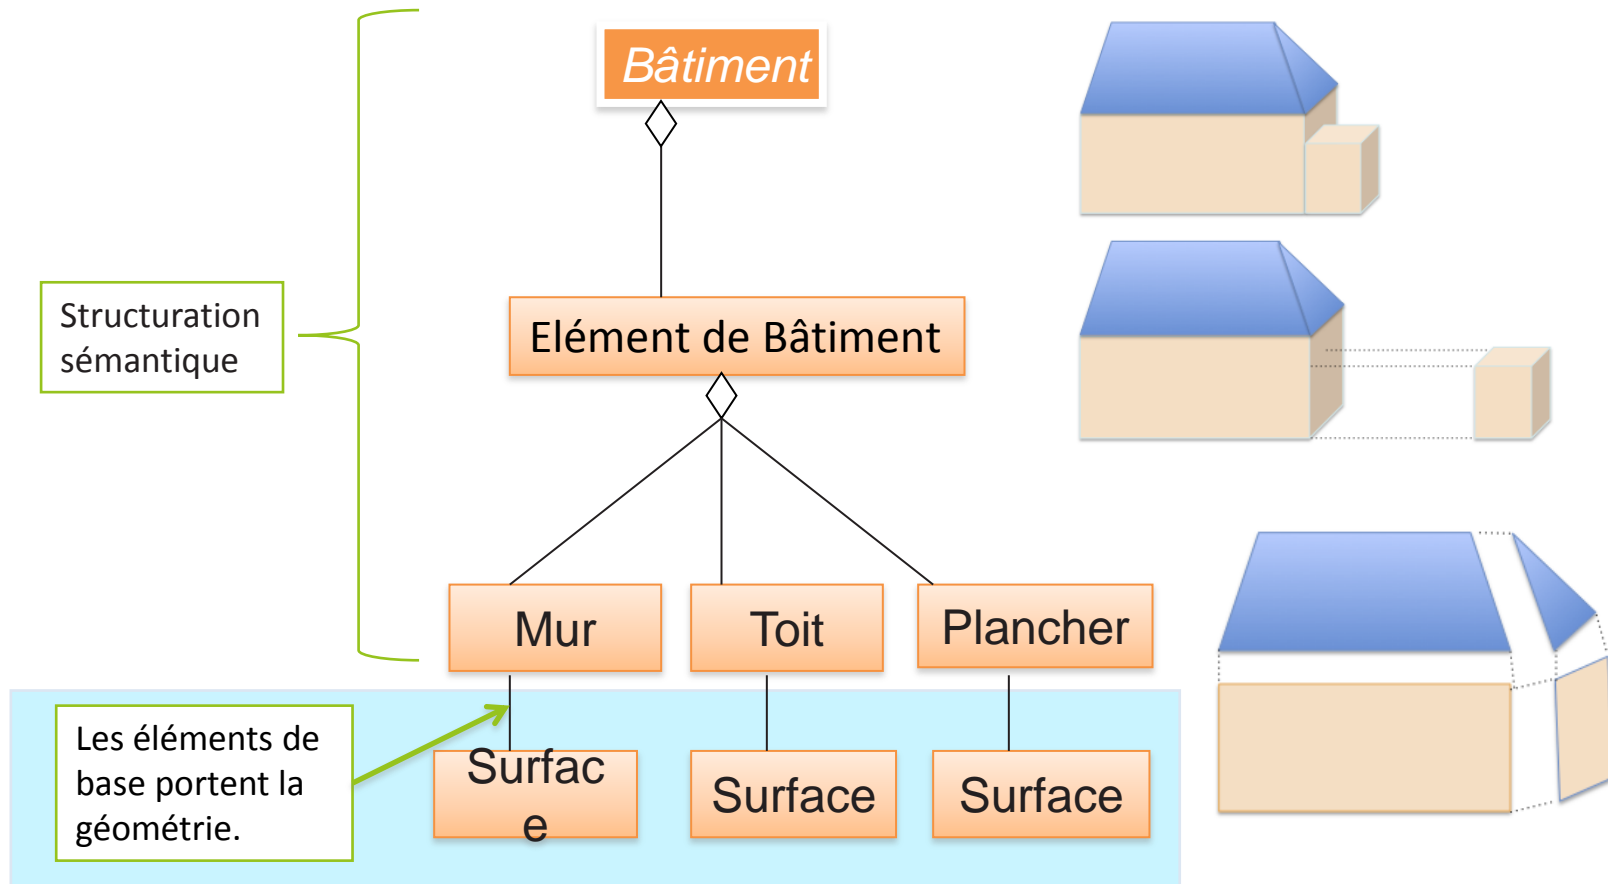 Bâtiment
Structuration
sémantique
Elément de Bâtiment
Mur
Toit
Plancher
Les éléments de
base portent la
géométrie.
Surfac
e
Surface
Surface